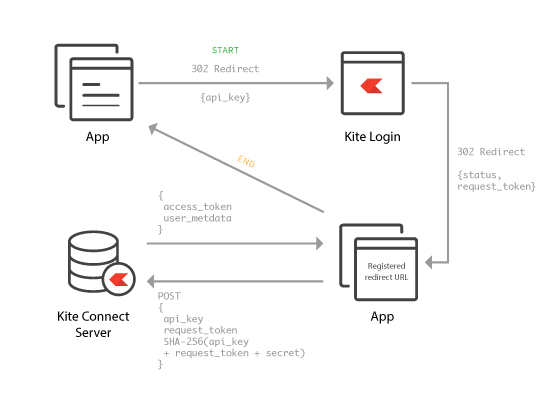 START
302 Redirect
{api_key}
App
Kite Login
302 Redirect
{status,
request_token}
END
{
access_token
user_metdata
}
Registered
redirect URL
App
Kite Connect
Server
POST
{
api_key
request_token
SHA-256(api_key
+ request_token + secret)
}